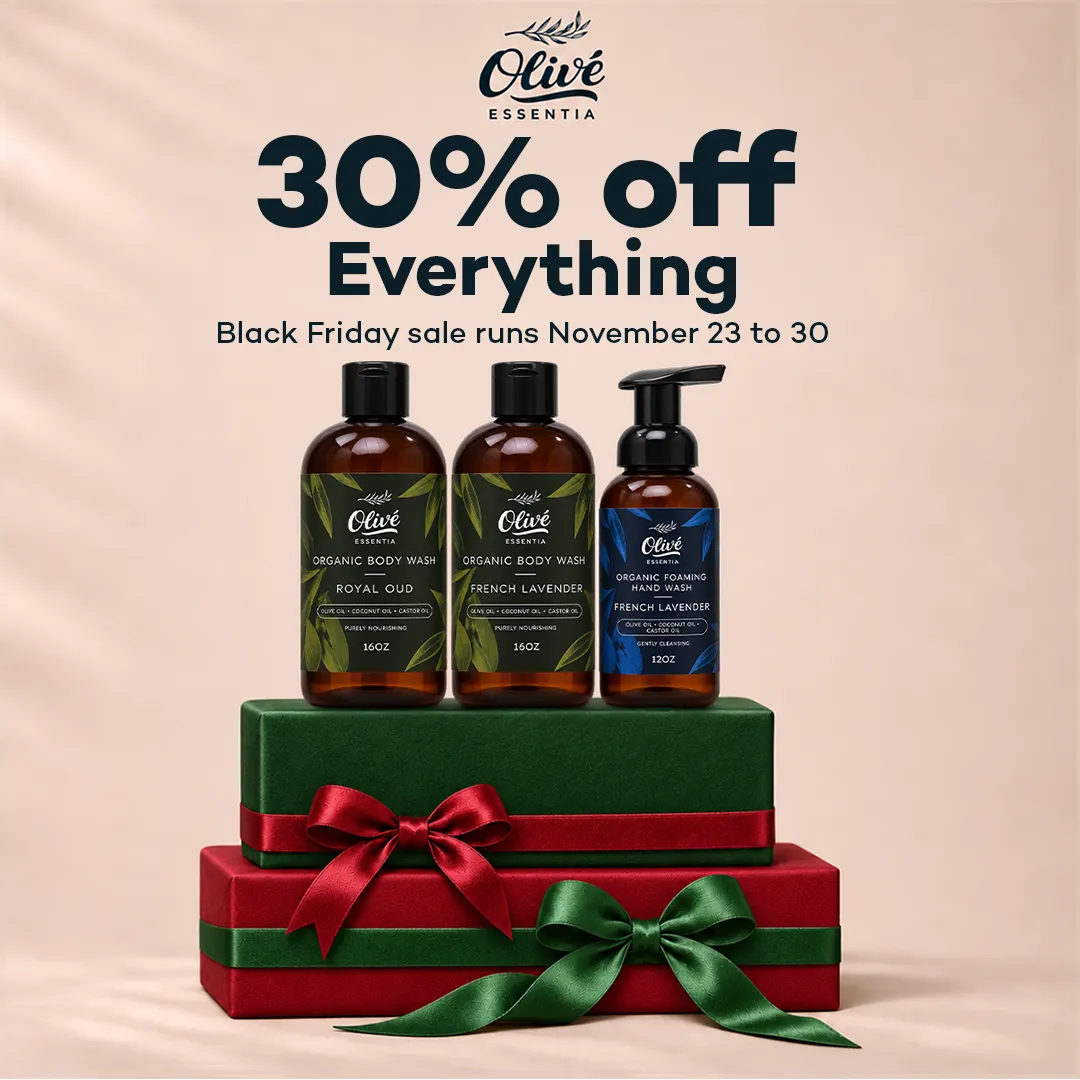 Olivé
ESSENTIA
30% off
Everything
Black Friday sale runs November 23 to 30
Olivé
ESSENTIA
ORGANIC BODY WASH
ROYAL OUD
OLIVE OIL • COCONUT OIL • CASTOR OIL
PURELY NOURISHING
16OZ
Olivé
ESSENTIA
ORGANIC BODY WASH
FRENCH LAVENDER
OLIVE OIL • COCONUT OIL • CASTOR OIL
PURELY NOURISHING
16OZ
Olivé
ESSENTIA
ORGANIC FOAMING
HAND WASH
FRENCH LAVENDER
OLIVE OIL • COCONUT OIL •
CASTOR OIL
GENTLY CLEANSING
12OZ